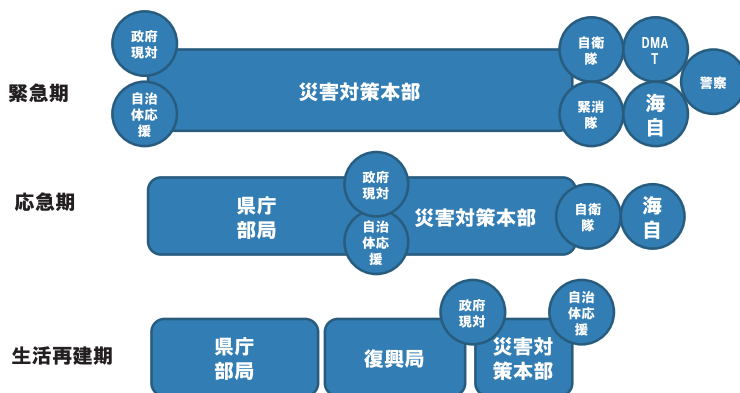 緊急期
政府
現対
自治
体応
援
災害対策本部
自衛
隊
DMA
T
緊消
隊
海
自
警察
応急期
県庁
部局
政府
現対
自治
体応
援
災害対策本部
自衛
隊
海
自
生活再建期
県庁
部局
復興局
政府
現対
災害対
策本部
自治
体応
援